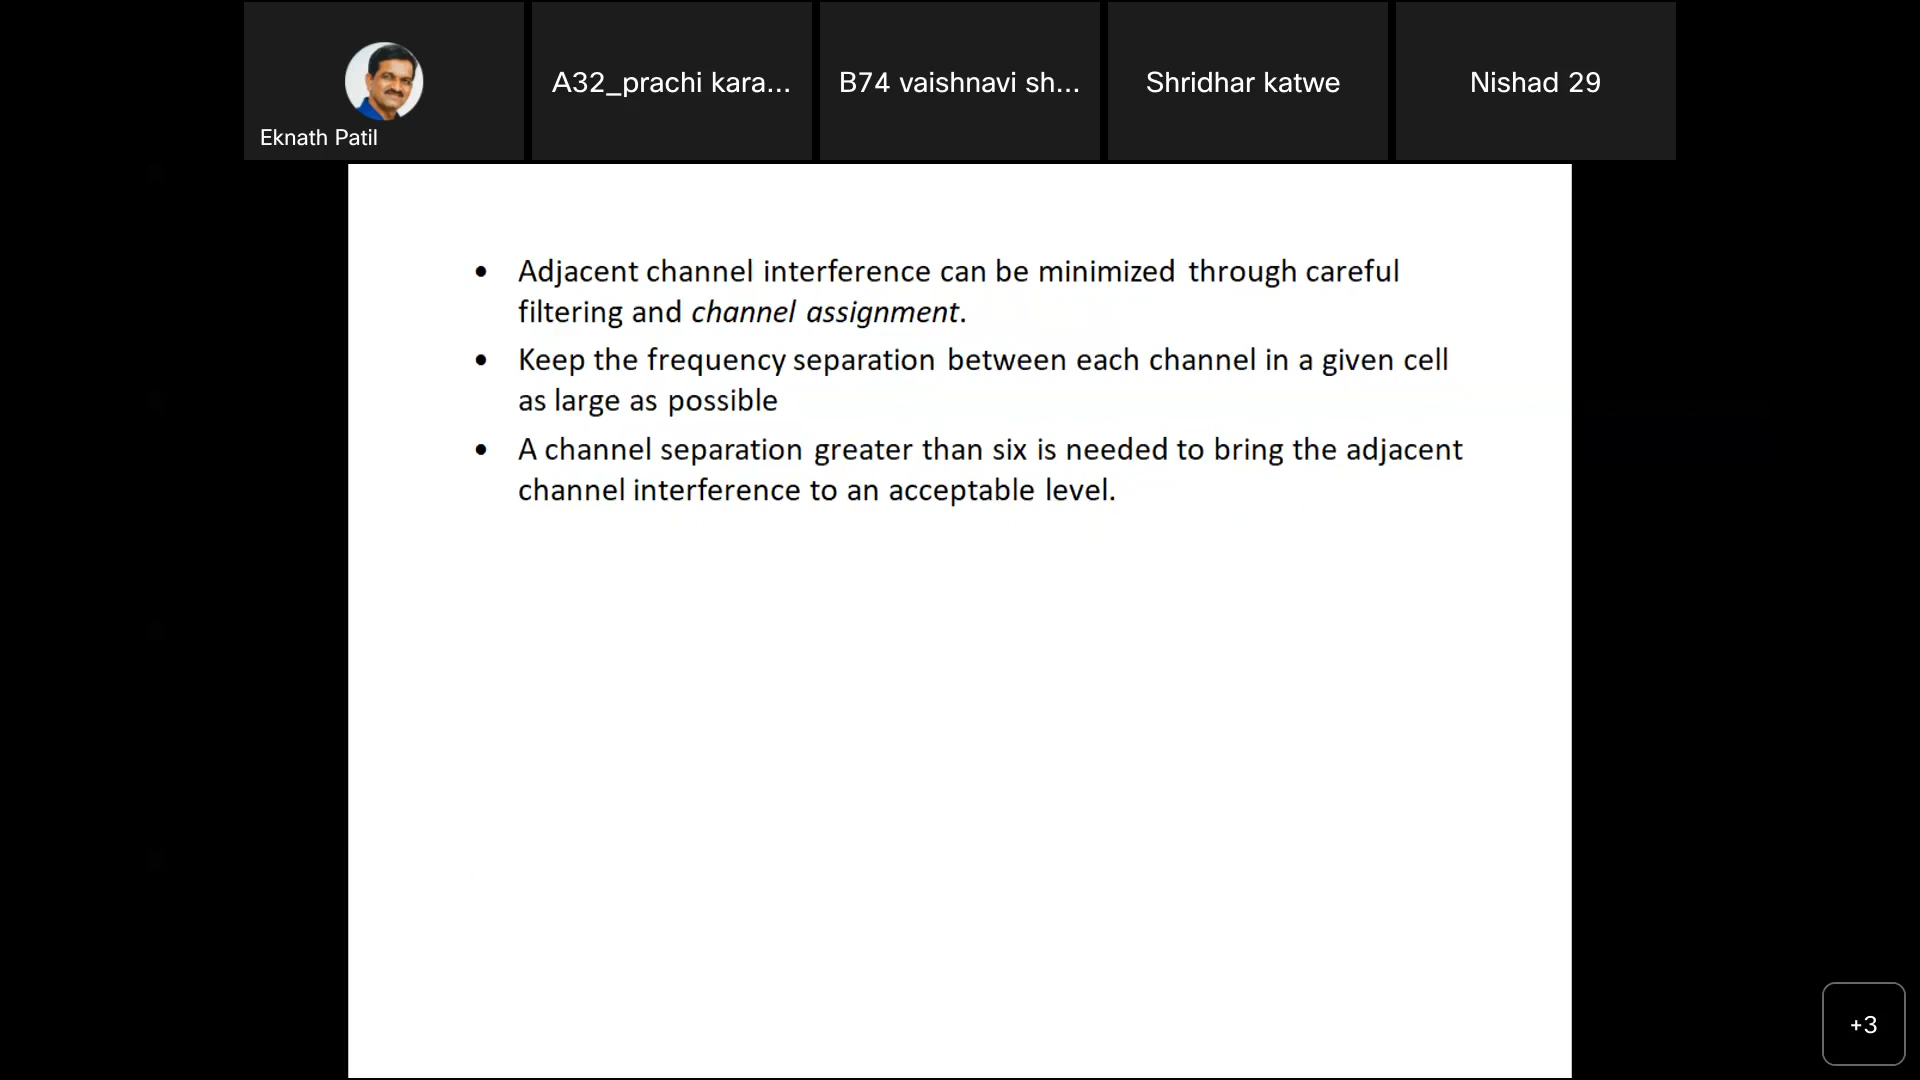 A32_prachi kara...
B74 vaishnavi sh...
Shridhar katwe
Nishad 29
Eknath Patil
• Adjacent channel interference can be minimized through careful
filtering and channel assignment.
• Keep the frequency separation between each channel in a given cell
as large as possible
• A channel separation greater than six is needed to bring the adjacent
channel interference to an acceptable level.
+3